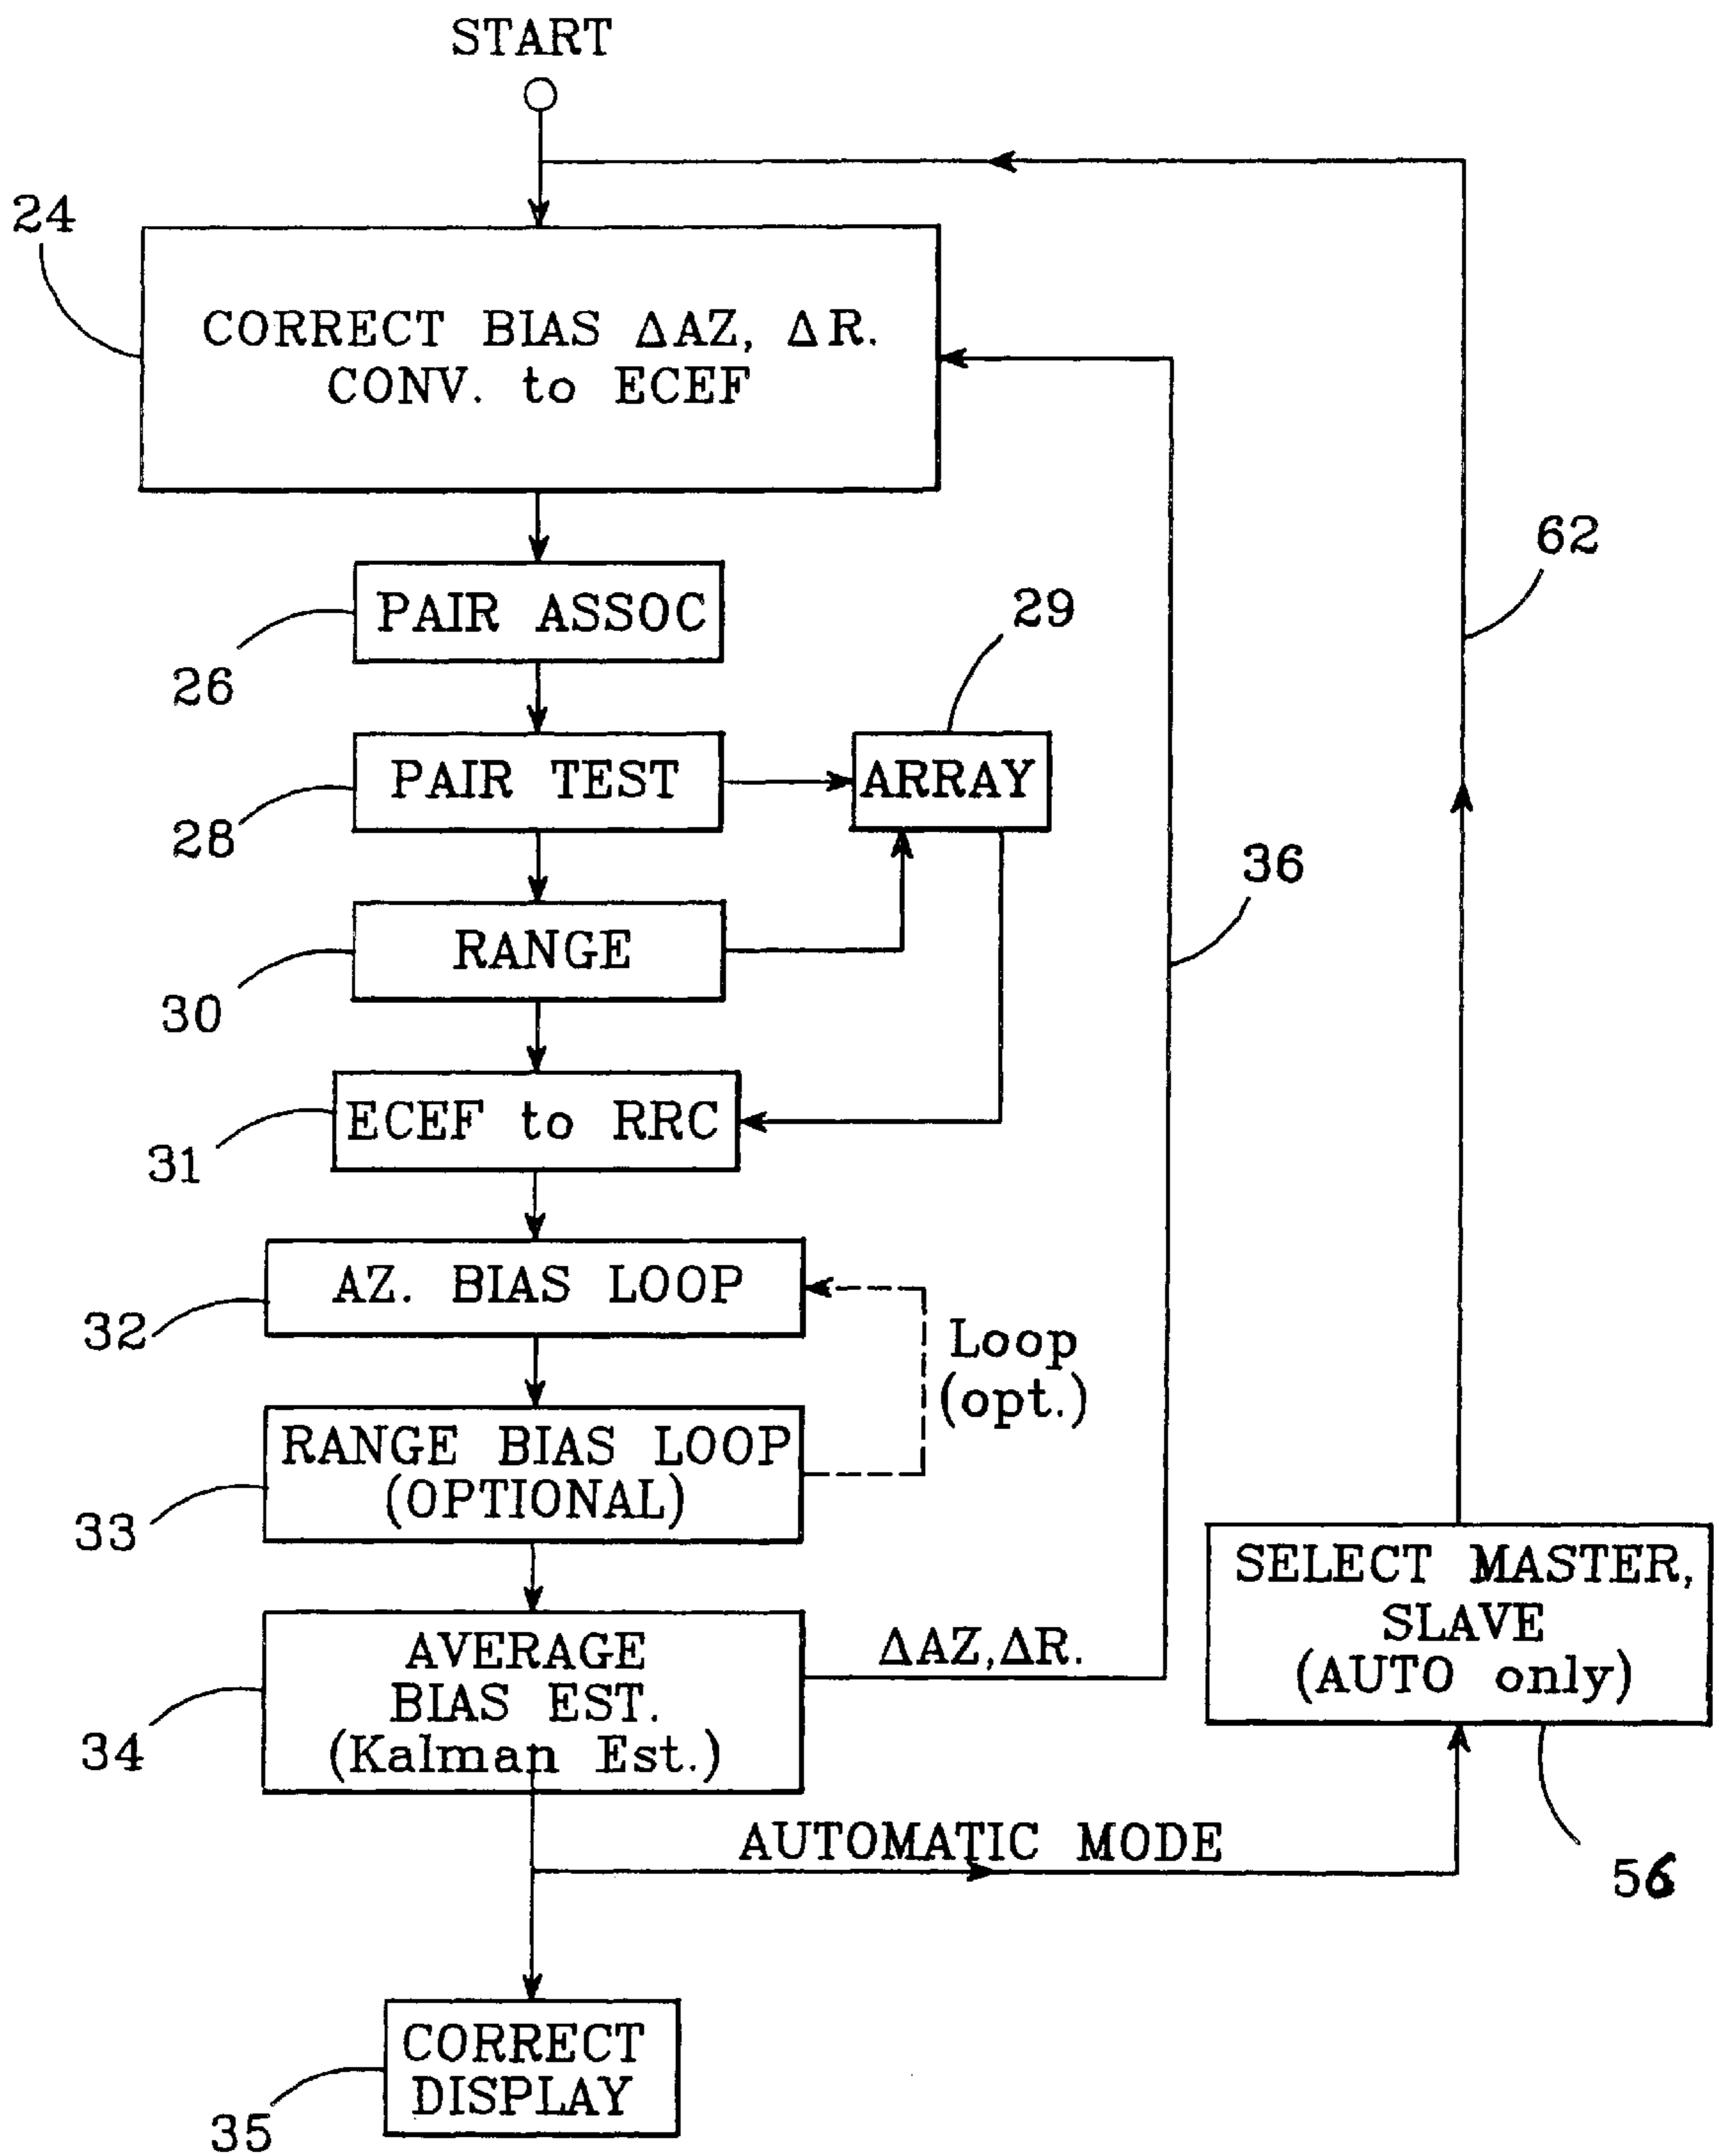 START
24
CORRECT BIAS ΔAZ, ΔR.
CONV. to ECEF
62
PAIR ASSOC
26
29
PAIR TEST
ARRAY
28
36
RANGE
30
ECEF to RRC
31
AZ. BIAS LOOP
32
Loop
(opt.)
RANGE BIAS LOOP
(OPTIONAL)
33
SELECT MASTER,
SLAVE
(AUTO only)
AVERAGE
BIAS EST.
(Kalman Est.)
ΔAZ,ΔR.
34
AUTOMATIC MODE
56
CORRECT
DISPLAY
35